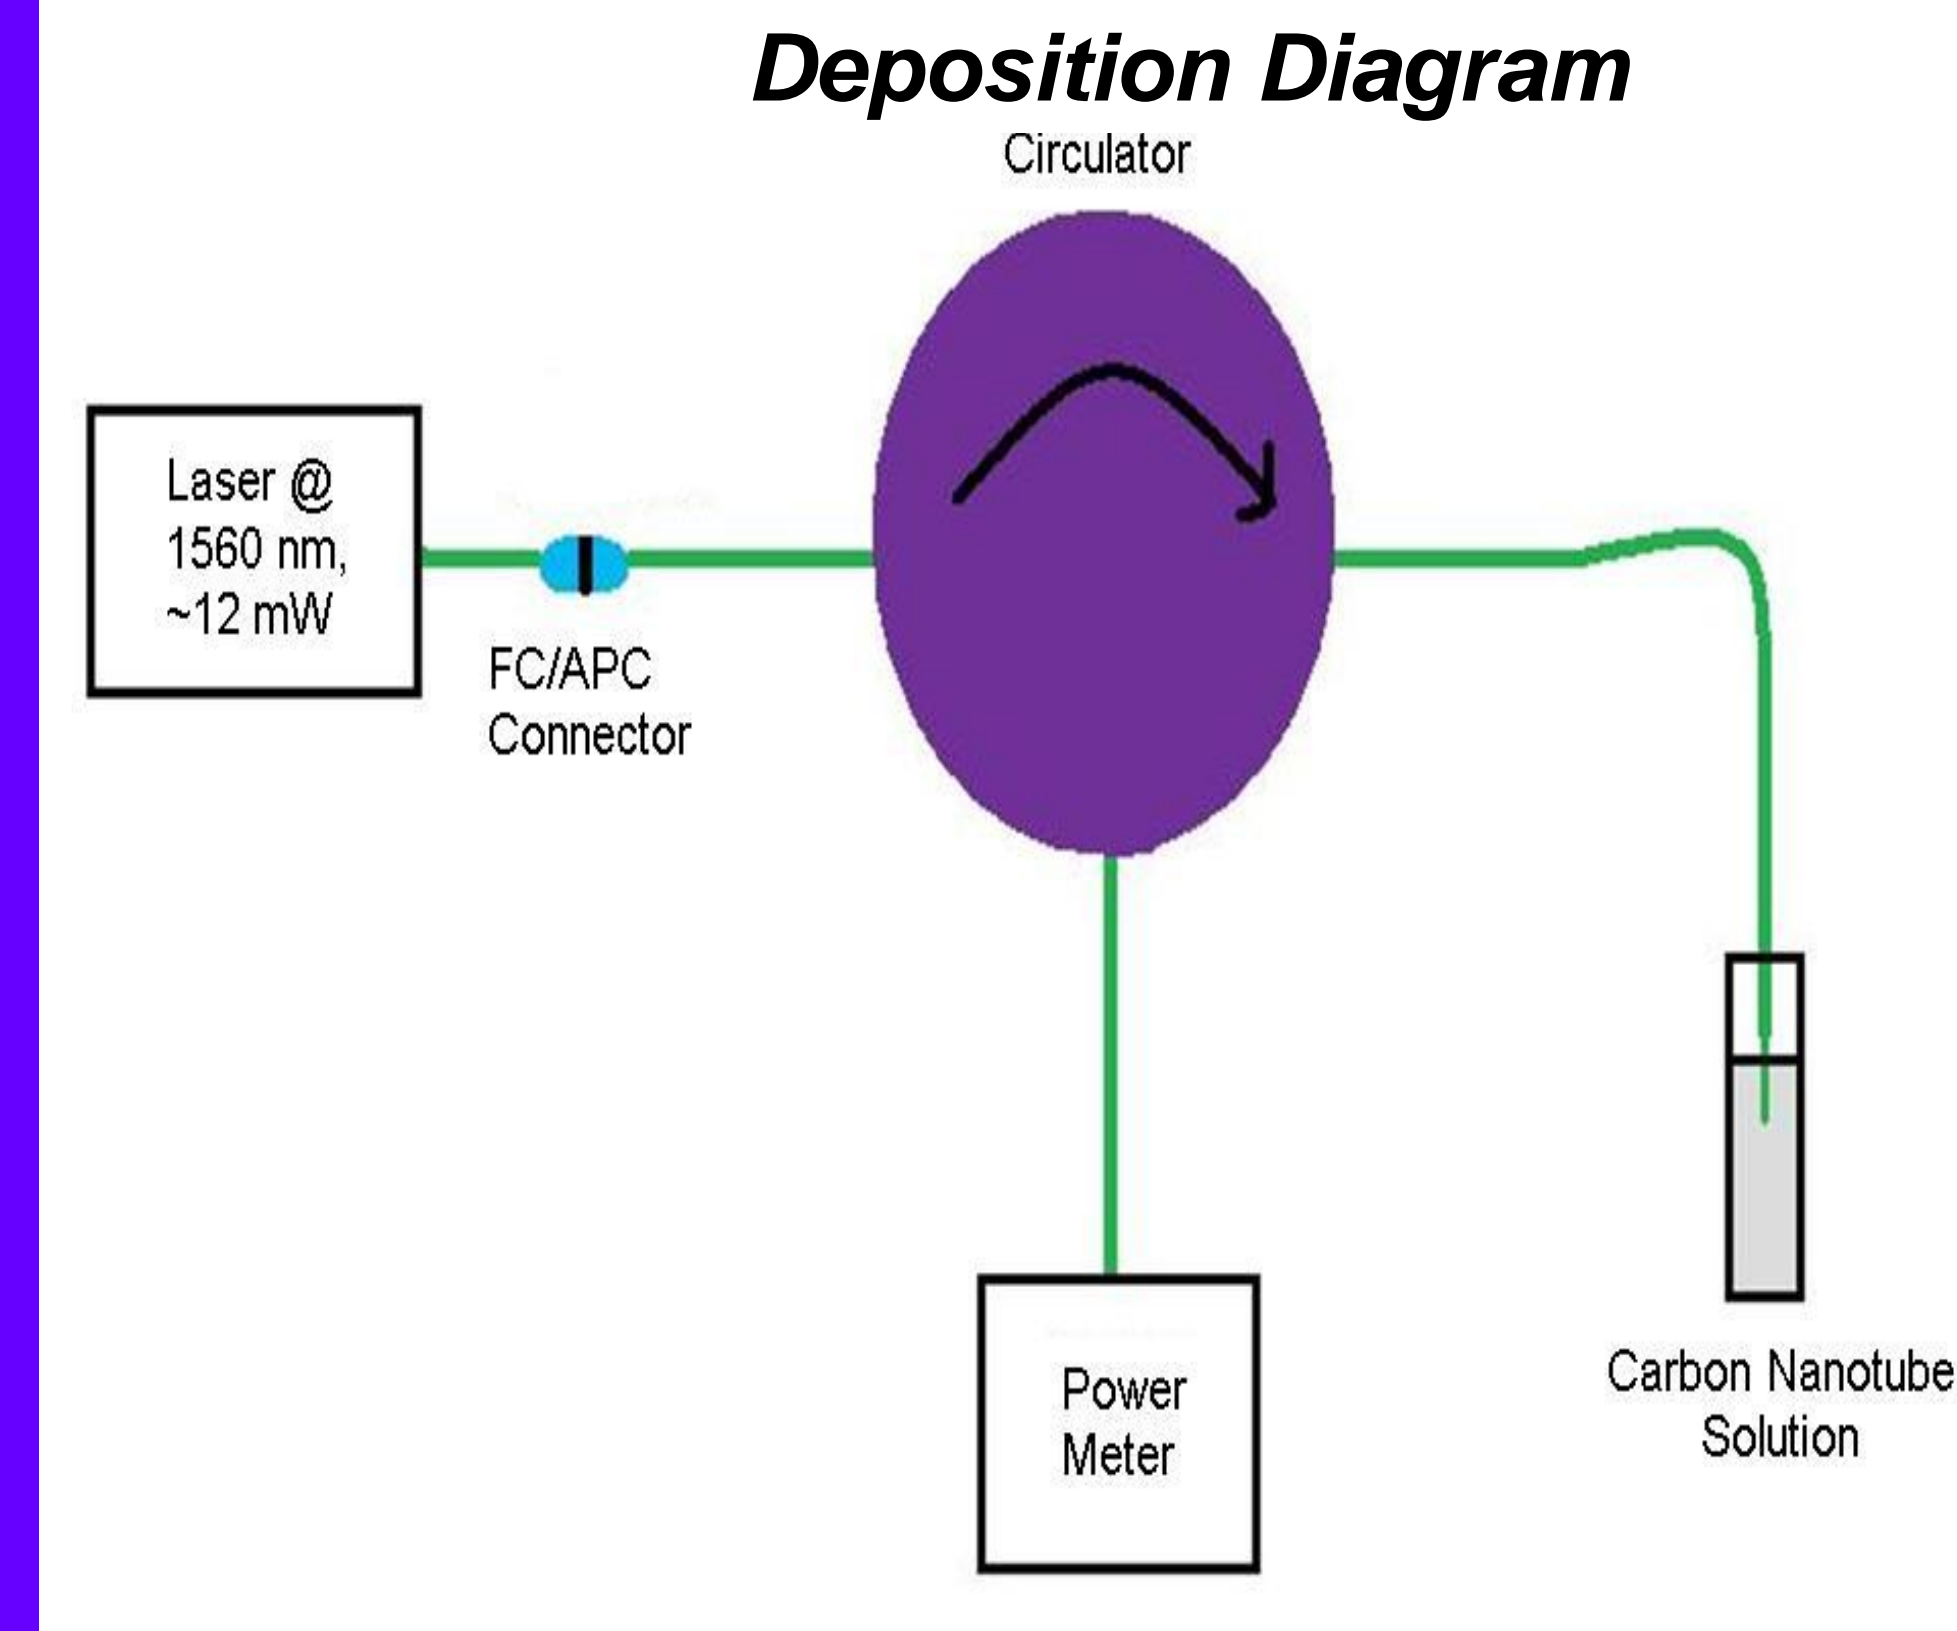 Deposition Diagram
Circulator
Laser @
1560 nm,
~12 mW
FC/APC
Connector
Power
Meter
Carbon Nanotube
Solution